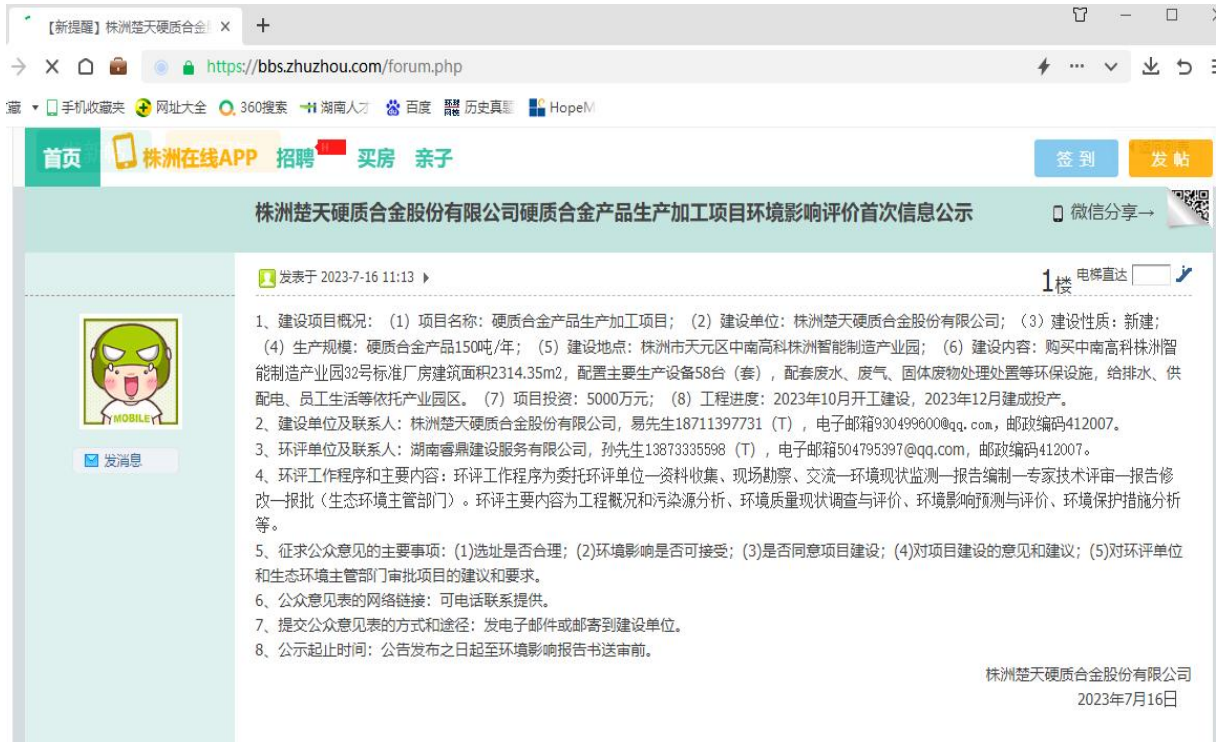 【新提醒】株洲楚天硬质合金
https://bbs.zhuzhou.com/forum.php
藏 手机收藏夹 网址大全 360搜索 湖南人才 百度 历史真题 HopeM
首页 株洲在线APP 招聘 H 买房 亲子 签到 发帖
株洲楚天硬质合金股份有限公司硬质合金产品生产加工项目环境影响评价首次信息公示 微信分享→
发表于 2023-7-16 11:13 1楼 电梯直达
1、建设项目概况：（1）项目名称：硬质合金产品生产加工项目；（2）建设单位：株洲楚天硬质合金股份有限公司；（3）建设性质：新建；
（4）生产规模：硬质合金产品150吨/年；（5）建设地点：株洲市天元区中南高科株洲智能制造产业园；（6）建设内容：购买中南高科株洲智
能制造产业园32号标准厂房建筑面积2314.35m2，配置主要生产设备58台（套），配套废水、废气、固体废物处理处置等环保设施，给排水、供
配电、员工生活等依托产业园区。（7）项目投资：5000万元；（8）工程进度：2023年10月开工建设，2023年12月建成投产。
2、建设单位及联系人：株洲楚天硬质合金股份有限公司，易先生18711397731（T），电子邮箱930499600@qq.com，邮政编码412007。
3、环评单位及联系人：湖南睿鼎建设服务有限公司，孙先生13873335598（T），电子邮箱504795397@qq.com，邮政编码412007。
4、环评工作程序和主要内容：环评工作程序为委托环评单位—资料收集、现场勘察、交流—环境现状监测—报告编制—专家技术评审—报告修
改—报批（生态环境主管部门）。环评主要内容为工程概况和污染源分析、环境质量现状调查与评价、环境影响预测与评价、环境保护措施分析
等。
5、征求公众意见的主要事项：(1)选址是否合理；(2)环境影响是否可接受；(3)是否同意项目建设；(4)对项目建设的意见和建议；(5)对环评单位
和生态环境主管部门审批项目的建议和要求。
6、公众意见表的网络链接：可电话联系提供。
7、提交公众意见表的方式和途径：发电子邮件或邮寄到建设单位。
8、公示起止时间：公告发布之日起至环境影响报告书送审前。
MOBILE
发消息
株洲楚天硬质合金股份有限公司
2023年7月16日